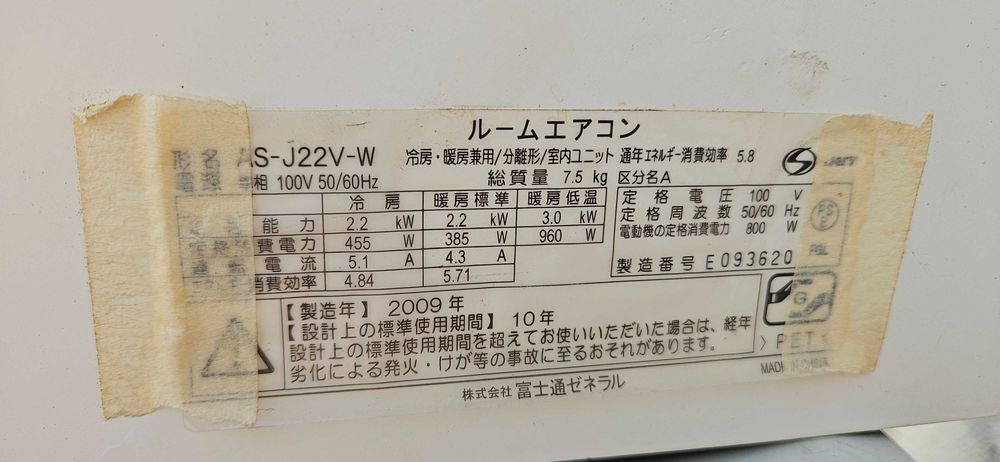 ルームエアコン
形名 AS-J22V-W 冷房・暖房兼用/分離形/室内ユニット 通年エネルギー消費効率 5.8
相 100V 50/60Hz 総質量 7.5 kg 区分名A
冷房 暖房標準 暖房低温
能力 2.2 kW 2.2 kW 3.0 kW
費電力 455 W 385 W 960 W
電流 5.1 A 4.3 A
消費効率 4.84 5.71
定格電圧 100 V
定格周波数 50/60 Hz
電動機の定格消費電力 800 W
製造番号 E093620
【製造年】2009年
【設計上の標準使用期間】10年
設計上の標準使用期間を超えてお使いいただいた場合は、経年
劣化による発火・けが等の事故に至るおそれがあります。
G
>PET<
MADE IN CHINA
株式会社 富士通ゼネラル